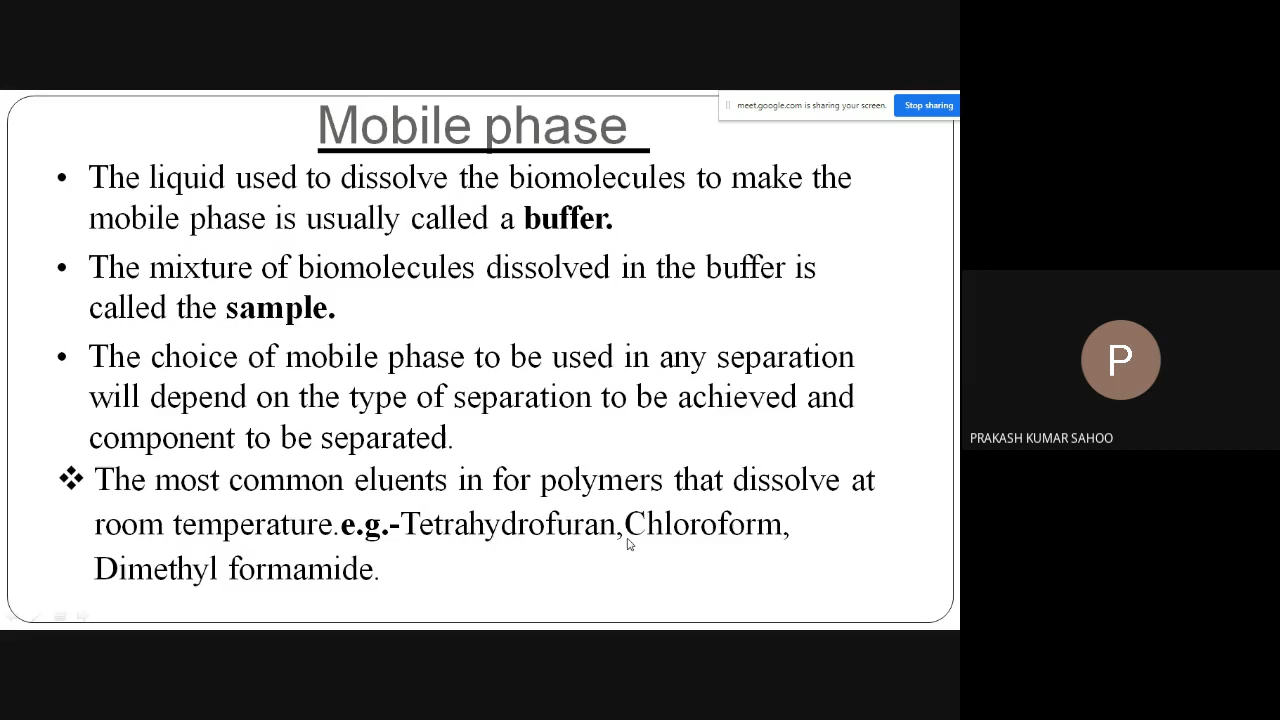 Mobile phase
meet.google.com is sharing your screen.
Stop sharing
• The liquid used to dissolve the biomolecules to make the
mobile phase is usually called a buffer.
• The mixture of biomolecules dissolved in the buffer is
called the sample.
• The choice of mobile phase to be used in any separation
will depend on the type of separation to be achieved and
component to be separated.
❖ The most common eluents in for polymers that dissolve at
room temperature.e.g.-Tetrahydrofuran,Chloroform,
Dimethyl formamide.
P
PRAKASH KUMAR SAHOO